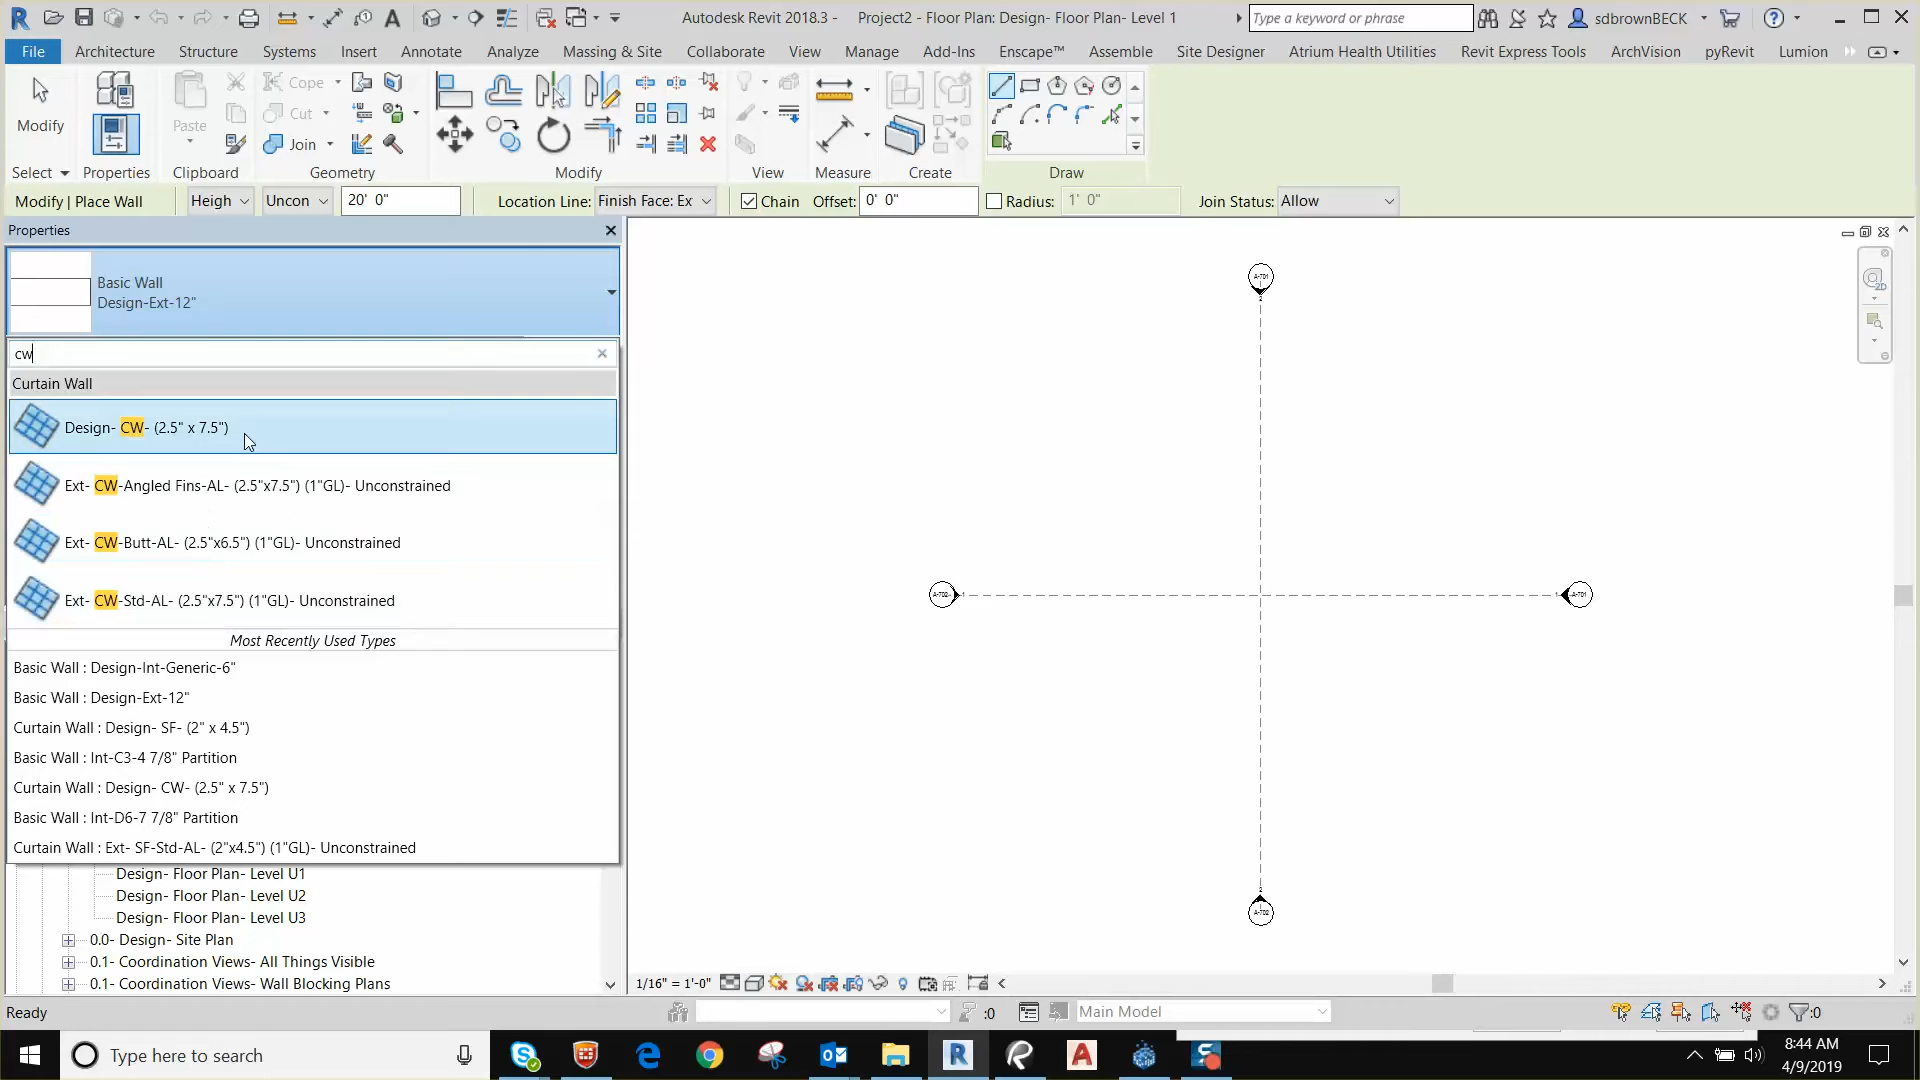 Autodesk Revit 2018.3 - Project2 - Floor Plan: Design- Floor Plan- Level 1
Type a keyword or phrase
sdbrownBECK
File Architecture Structure Systems Insert Annotate Analyze Massing & Site Collaborate View Manage Add-Ins Enscape™ Assemble Site Designer Atrium Health Utilities Revit Express Tools ArchVision pyRevit Lumion
Cope
Cut
Modify
Paste
Join
Select Properties Clipboard Geometry Modify View Measure Create Draw
Modify | Place Wall Heigh Uncon 20' 0" Location Line: Finish Face: Ex Chain Offset: 0' 0" Radius: 1' 0" Join Status: Allow
Properties
Basic Wall
Design-Ext-12"
cw
Curtain Wall
Design- CW- (2.5" x 7.5")
Ext- CW-Angled Fins-AL- (2.5"x7.5") (1"GL)- Unconstrained
Ext- CW-Butt-AL- (2.5"x6.5") (1"GL)- Unconstrained
Ext- CW-Std-AL- (2.5"x7.5") (1"GL)- Unconstrained
Most Recently Used Types
Basic Wall : Design-Int-Generic-6"
Basic Wall : Design-Ext-12"
Curtain Wall : Design- SF- (2" x 4.5")
Basic Wall : Int-C3-4 7/8" Partition
Curtain Wall : Design- CW- (2.5" x 7.5")
Basic Wall : Int-D6-7 7/8" Partition
Curtain Wall : Ext- SF-Std-AL- (2"x4.5") (1"GL)- Unconstrained
Design- Floor Plan- Level U1
Design- Floor Plan- Level U2
Design- Floor Plan- Level U3
0.0- Design- Site Plan
0.1- Coordination Views- All Things Visible
0.1- Coordination Views- Wall Blocking Plans
A-701
2
A-702
1
1
A-701
2
A-702
2D
1/16" = 1'-0"
Ready
:0
Main Model
:0
Type here to search
8:44 AM
4/9/2019